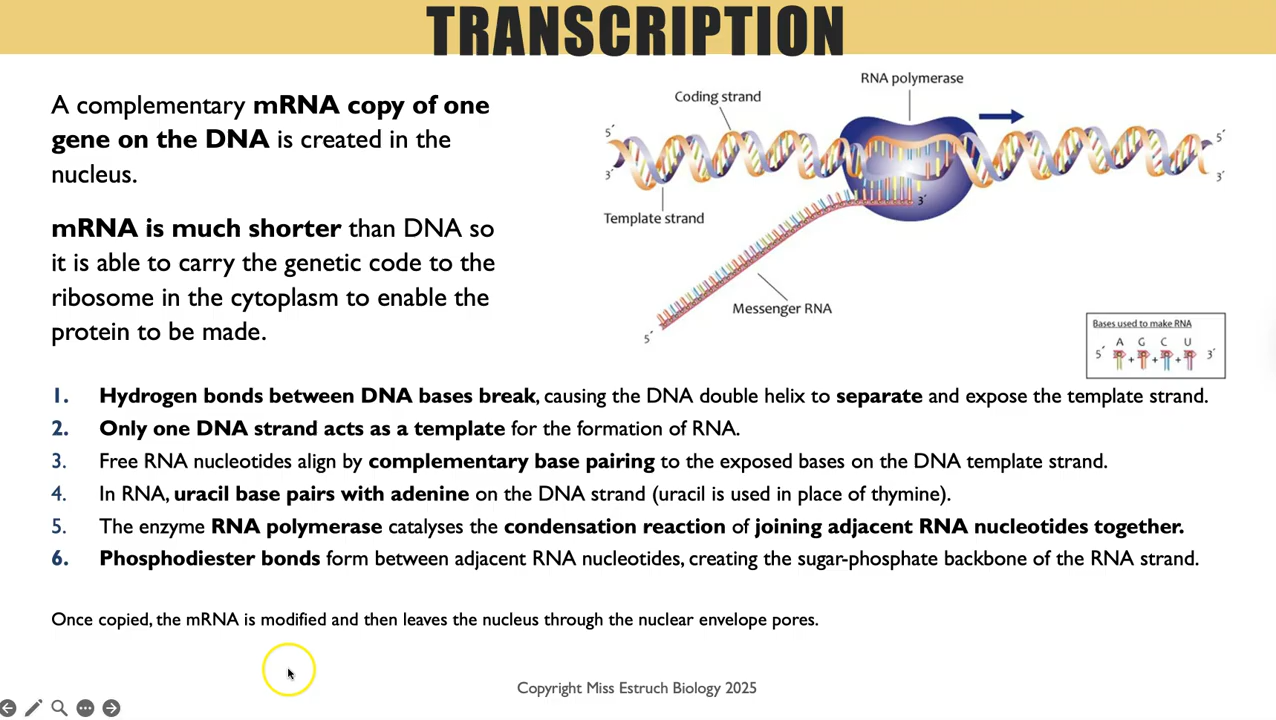 TRANSCRIPTION
A complementary mRNA copy of one
gene on the DNA is created in the
nucleus.
mRNA is much shorter than DNA so
it is able to carry the genetic code to the
ribosome in the cytoplasm to enable the
protein to be made.
RNA polymerase
Coding strand
5´
3´
5´
3´
Template strand
3´
Messenger RNA
5´
Bases used to make RNA
A G C U
5´ + + + 3´
1. Hydrogen bonds between DNA bases break, causing the DNA double helix to separate and expose the template strand.
2. Only one DNA strand acts as a template for the formation of RNA.
3. Free RNA nucleotides align by complementary base pairing to the exposed bases on the DNA template strand.
4. In RNA, uracil base pairs with adenine on the DNA strand (uracil is used in place of thymine).
5. The enzyme RNA polymerase catalyses the condensation reaction of joining adjacent RNA nucleotides together.
6. Phosphodiester bonds form between adjacent RNA nucleotides, creating the sugar-phosphate backbone of the RNA strand.
Once copied, the mRNA is modified and then leaves the nucleus through the nuclear envelope pores.
Copyright Miss Estruch Biology 2025